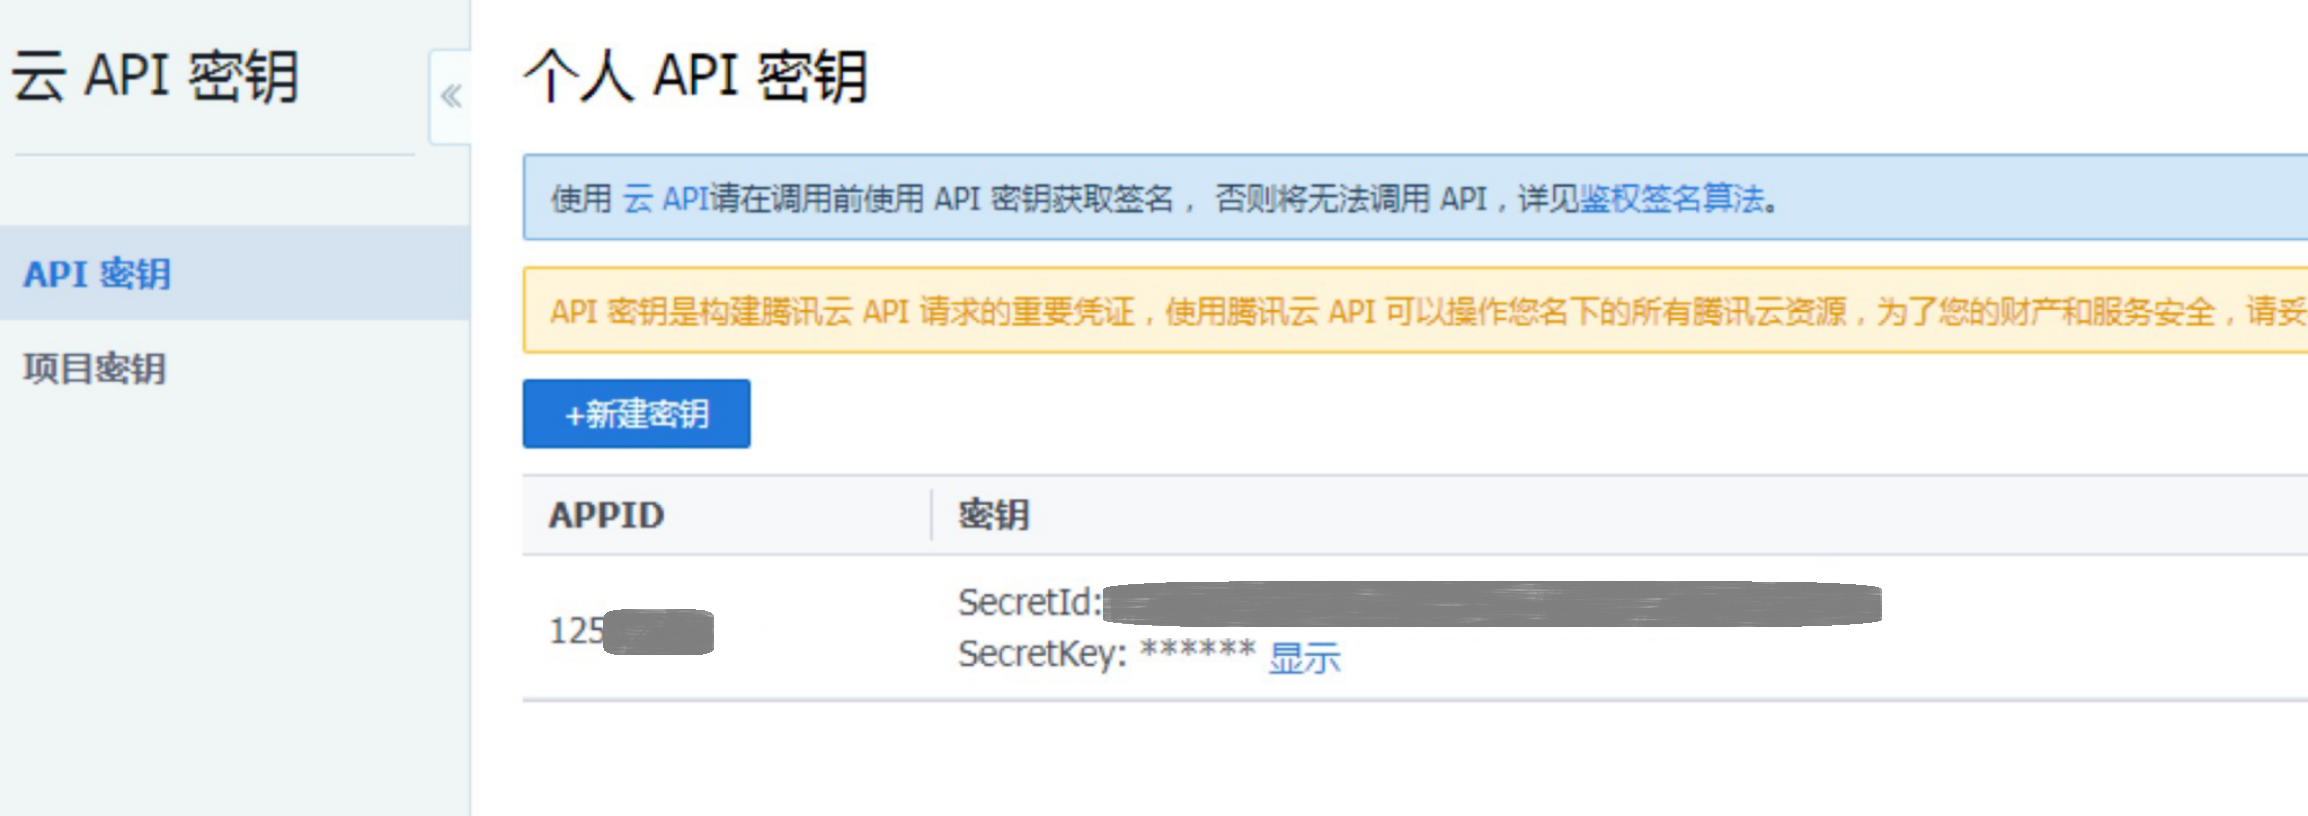 云 API 密钥
«
API 密钥
项目密钥
个人 API 密钥
使用 云 API请在调用前使用 API 密钥获取签名， 否则将无法调用 API，详见鉴权签名算法。
API 密钥是构建腾讯云 API 请求的重要凭证，使用腾讯云 API 可以操作您名下的所有腾讯云资源，为了您的财产和服务安全，请妥
+新建密钥
APPID 密钥
125
SecretId:
SecretKey: ****** 显示